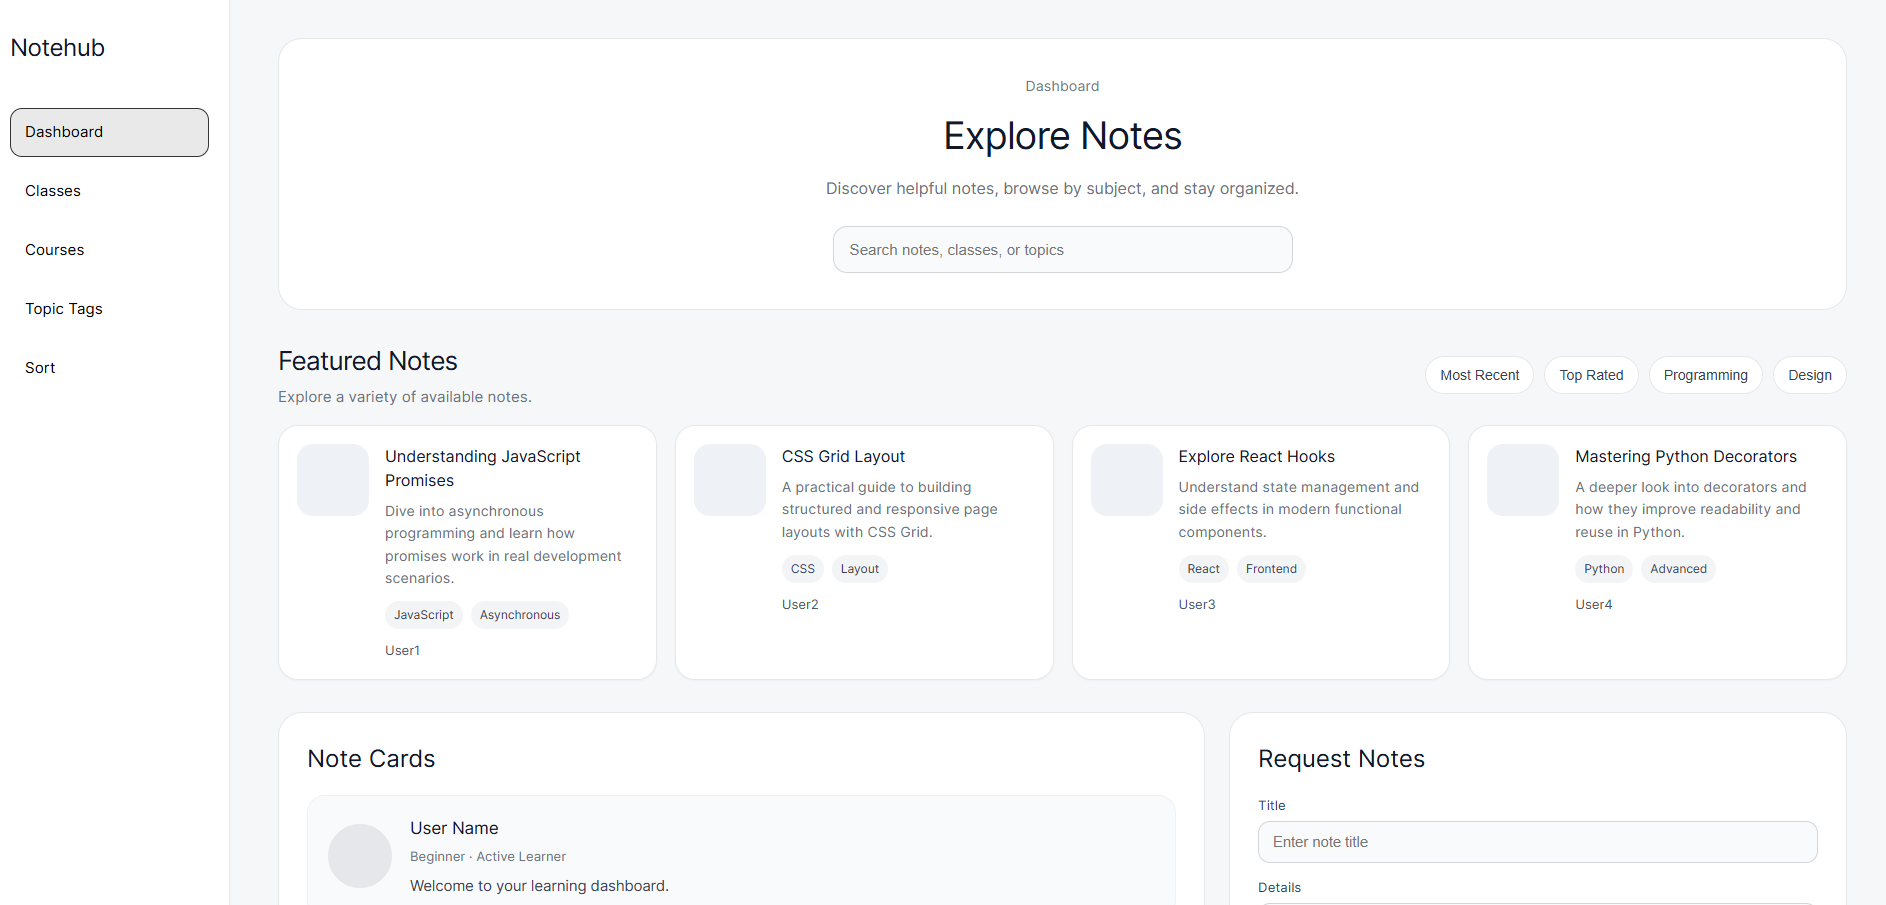 Notehub
Dashboard
Classes
Courses
Topic Tags
Sort
Dashboard
Explore Notes
Discover helpful notes, browse by subject, and stay organized.
Search notes, classes, or topics
Featured Notes
Explore a variety of available notes.
Most Recent
Top Rated
Programming
Design
Understanding JavaScript
Promises
Dive into asynchronous
programming and learn how
promises work in real development
scenarios.
JavaScript
Asynchronous
User1
CSS Grid Layout
A practical guide to building
structured and responsive page
layouts with CSS Grid.
CSS
Layout
User2
Explore React Hooks
Understand state management and
side effects in modern functional
components.
React
Frontend
User3
Mastering Python Decorators
A deeper look into decorators and
how they improve readability and
reuse in Python.
Python
Advanced
User4
Note Cards
User Name
Beginner · Active Learner
Welcome to your learning dashboard.
Request Notes
Title
Enter note title
Details